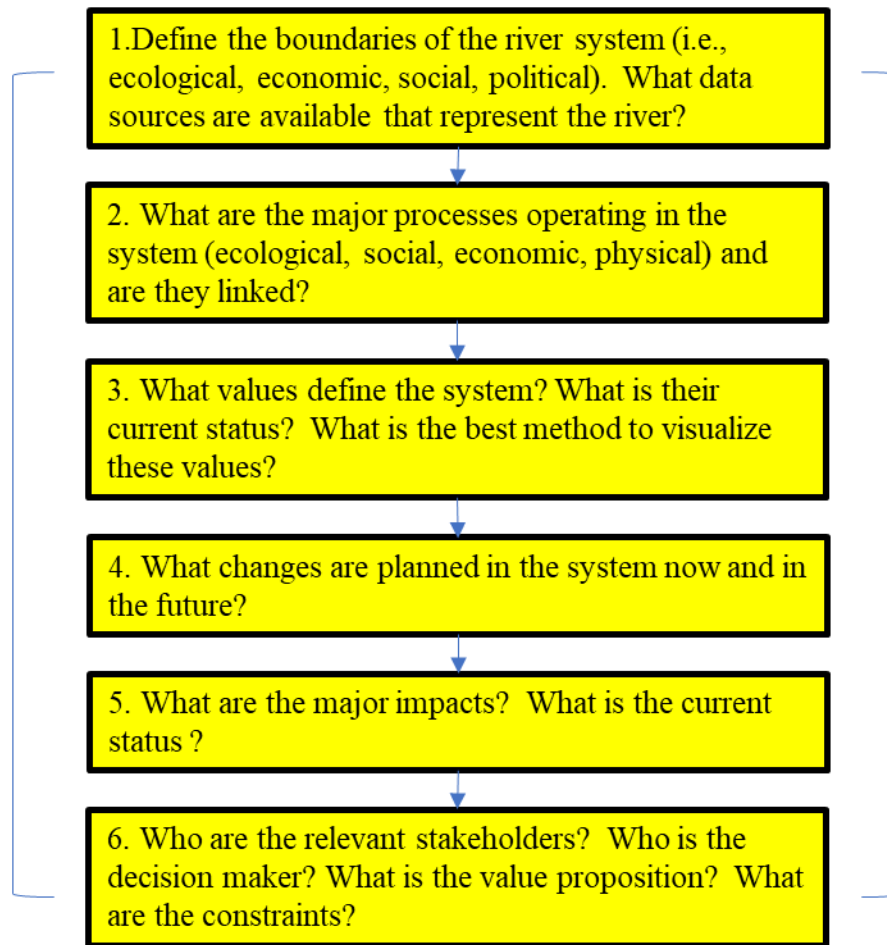 1.Define the boundaries of the river system (i.e.,
ecological, economic, social, political).  What data
sources are available that represent the river?
2. What are the major processes operating in the
system (ecological, social, economic, physical) and
are they linked?
3. What values define the system? What is their
current status?  What is the best method to visualize
these values?
4. What changes are planned in the system now and in
the future?
5. What are the major impacts?  What is the current
status ?
6. Who are the relevant stakeholders?  Who is the
decision maker? What is the value proposition?  What
are the constraints?